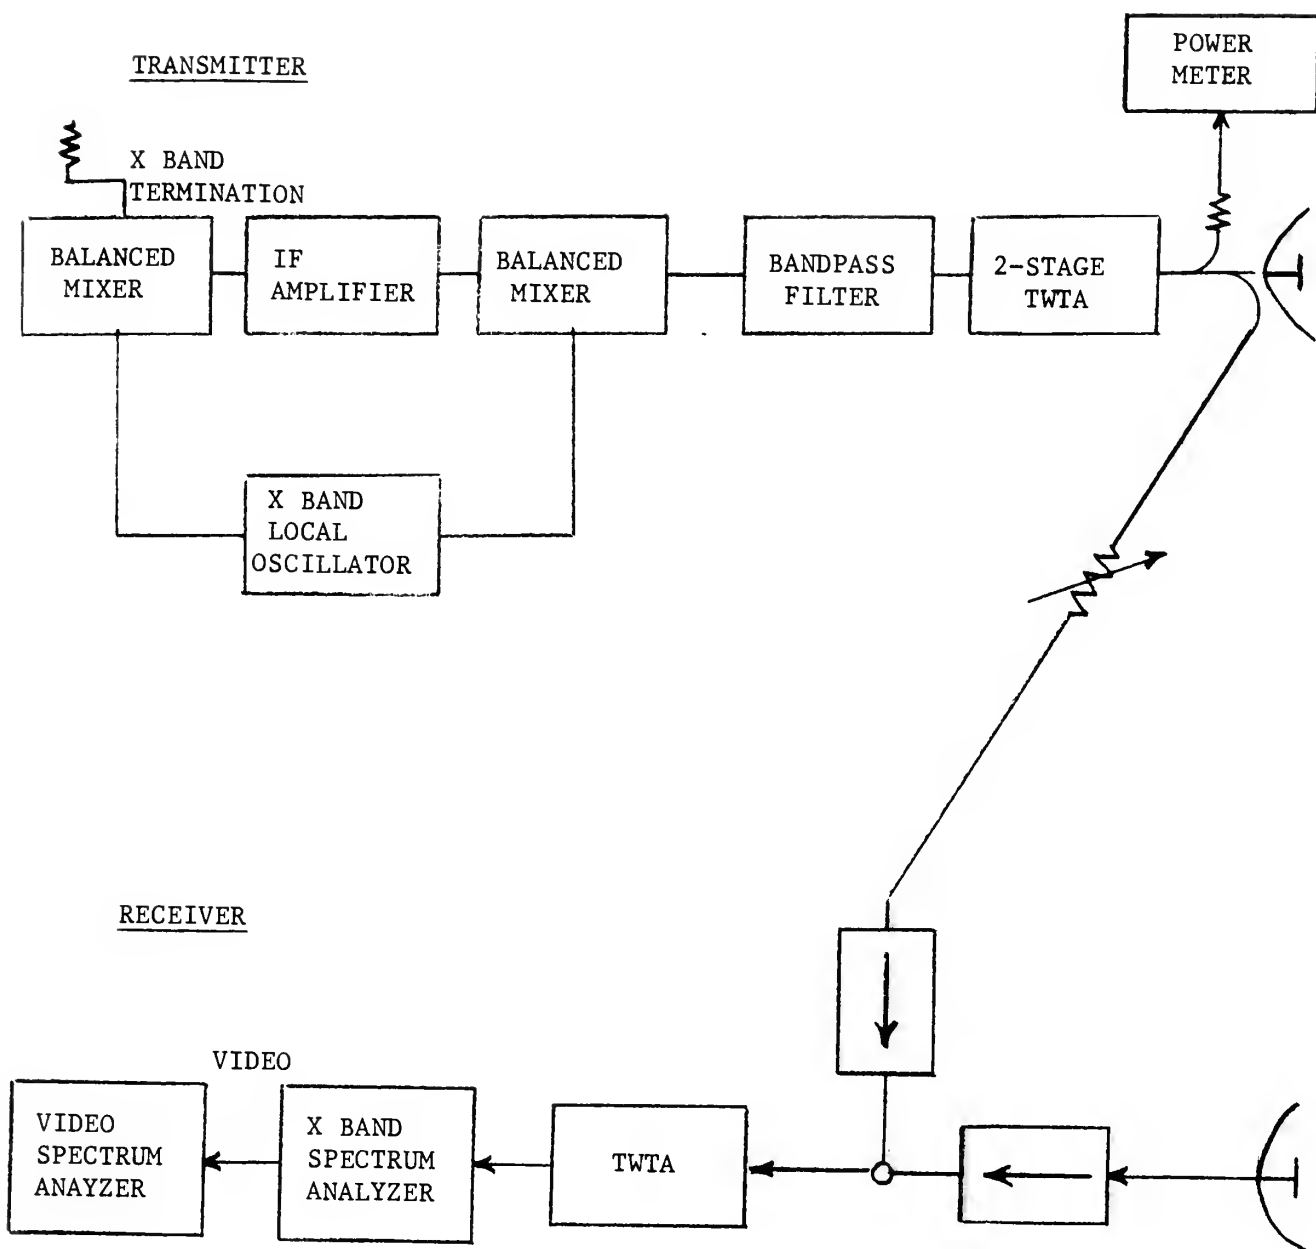 TRANSMITTER
POWER
METER
X BAND
TERMINATION
BALANCED
MIXER
IF
AMPLIFIER
BALANCED
MIXER
BANDPASS
FILTER
2-STAGE
TWTA
X BAND
LOCAL
OSCILLATOR
RECEIVER
VIDEO
VIDEO
SPECTRUM
ANAYZER
X BAND
SPECTRUM
ANALYZER
TWTA